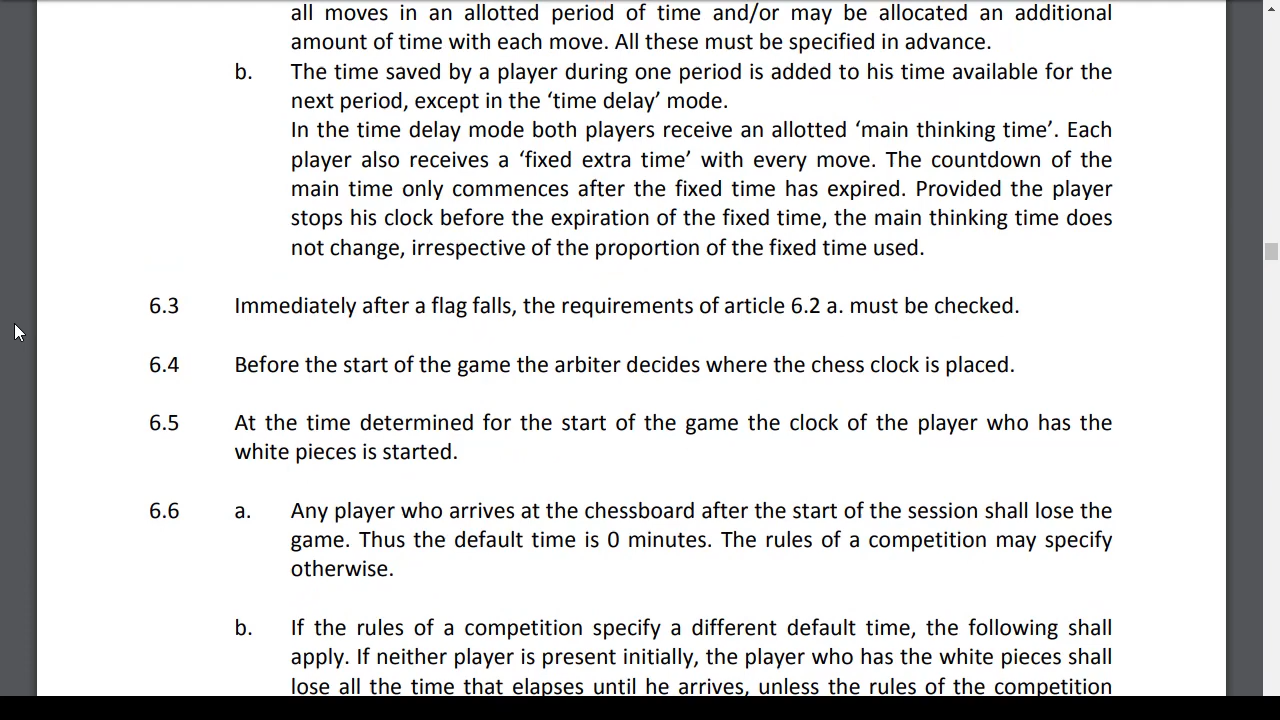 all moves in an allotted period of time and/or may be allocated an additional
amount of time with each move. All these must be specified in advance.
b. The time saved by a player during one period is added to his time available for the
next period, except in the ‘time delay’ mode.
In the time delay mode both players receive an allotted ‘main thinking time’. Each
player also receives a ‘fixed extra time’ with every move. The countdown of the
main time only commences after the fixed time has expired. Provided the player
stops his clock before the expiration of the fixed time, the main thinking time does
not change, irrespective of the proportion of the fixed time used.
6.3 Immediately after a flag falls, the requirements of article 6.2 a. must be checked.
6.4 Before the start of the game the arbiter decides where the chess clock is placed.
6.5 At the time determined for the start of the game the clock of the player who has the
white pieces is started.
6.6 a. Any player who arrives at the chessboard after the start of the session shall lose the
game. Thus the default time is 0 minutes. The rules of a competition may specify
otherwise.
b. If the rules of a competition specify a different default time, the following shall
apply. If neither player is present initially, the player who has the white pieces shall
lose all the time that elapses until he arrives, unless the rules of the competition